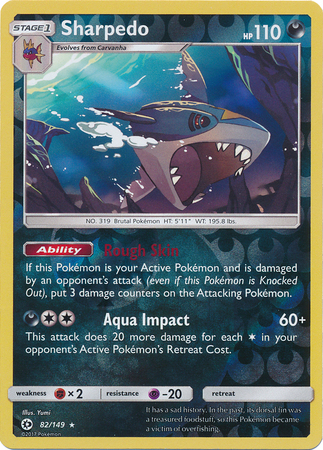 STAGE1 Sharpedo HP110
Evolves from Carvanha
NO. 319 Brutal Pokémon HT: 5'11" WT: 195.8 lbs.
Ability Rough Skin
If this Pokémon is your Active Pokémon and is damaged
by an opponent's attack (even if this Pokémon is Knocked
Out), put 3 damage counters on the Attacking Pokémon.
Aqua Impact 60+
This attack does 20 more damage for each in your
opponent's Active Pokémon's Retreat Cost.
weakness ×2 resistance -20 retreat
Illus. Yumi
82/149 ★
©2017 Pokémon
It has a sad history. In the past, its dorsal fin was
a treasured foodstuff, so this Pokémon became
a victim of overfishing.